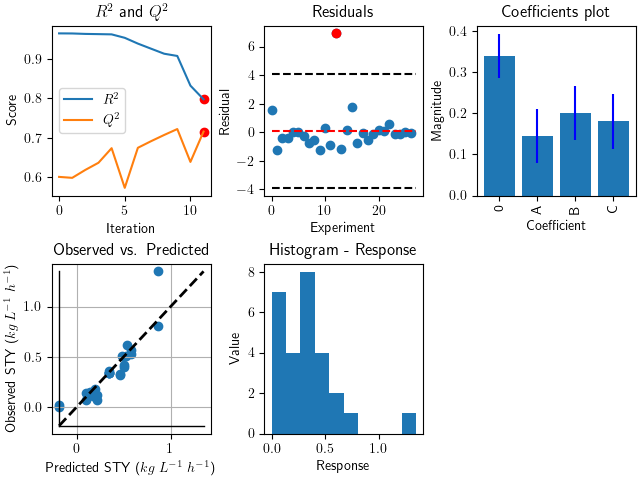 R² and Q²
Score
0.9
0.8
0.7
0.6
R²
Q²
0
5
10
Iteration
Residuals
Residual
6
4
2
0
−2
−4
0
10
20
Experiment
Coefficients plot
Magnitude
0.4
0.3
0.2
0.1
0.0
0
A
B
C
Coefficient
Observed vs. Predicted
Observed STY (kg L⁻¹ h⁻¹)
1.0
0.5
0.0
0
1
Predicted STY (kg L⁻¹ h⁻¹)
Histogram - Response
Value
8
6
4
2
0
0.0
0.5
1.0
Response